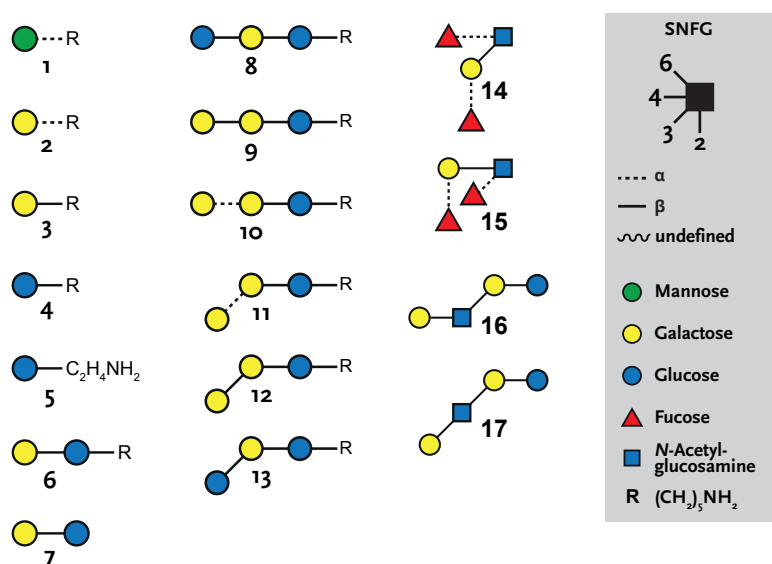 R
1
R
2
R
3
R
4
C₂H₄NH₂
5
R
6
7
R
8
R
9
R
10
R
11
R
12
R
13
14
15
16
17
SNFG
6
4
3
2
α
β
undefined
Mannose
Galactose
Glucose
Fucose
N-Acetyl-
glucosamine
R (CH₂)₅NH₂